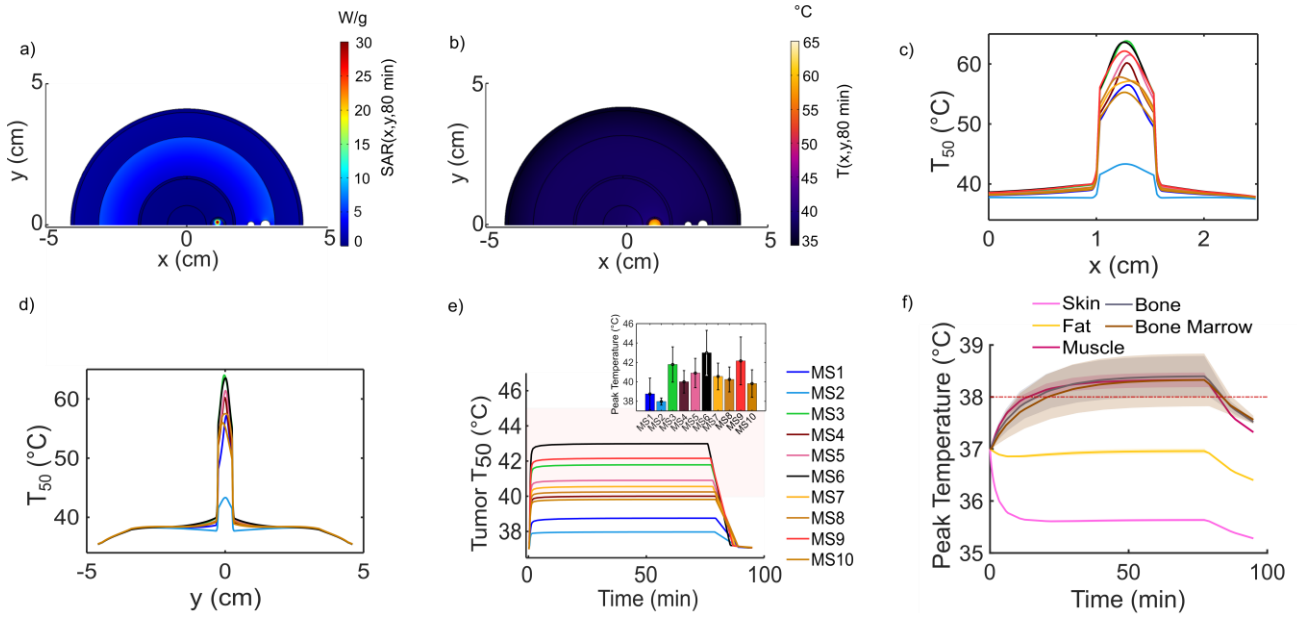 a)
W/g
30
25
20
15
10
5
0
SAR(x,y,80 min)
5
0
y (cm)
-5
0
5
x (cm)
b)
°C
65
60
55
50
45
40
35
T(x,y,80 min)
5
0
y (cm)
-5
0
5
x (cm)
c)
60
50
40
T50 (°C)
0
1
2
x (cm)
d)
60
50
40
T50 (°C)
-5
0
5
y (cm)
e)
46
44
42
40
38
Peak Temperature (°C)
MS1
MS2
MS3
MS4
MS5
MS6
MS7
MS8
MS9
MS10
46
44
42
40
38
Tumor T50 (°C)
0
50
100
Time (min)
MS1
MS2
MS3
MS4
MS5
MS6
MS7
MS8
MS9
MS10
f)
Skin
Bone
Fat
Bone Marrow
Muscle
39
38
37
36
35
Peak Temperature (°C)
0
50
100
Time (min)